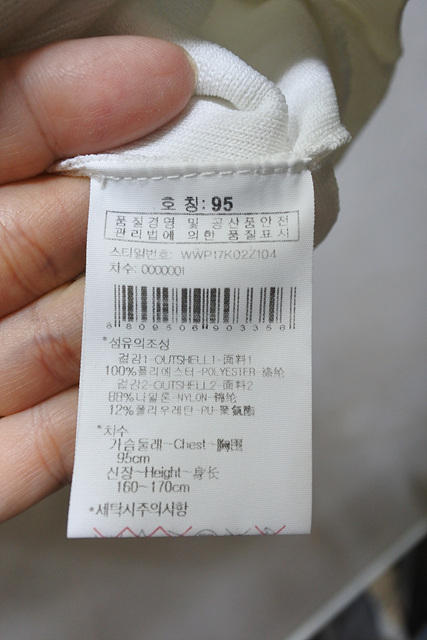 호 칭: 95
품질경영 및 공산품안전
관리법에 의한 품질표시
스타일번호: WWP17K02Z104
차수: 0000001
8809506903356
*섬유의조성
겉감1-OUTSHELL1-面料1
100%폴리에스터-POLYESTER-涤纶
겉감2-OUTSHELL2-面料2
88%나일론-NYLON-锦纶
12%폴리우레탄-PU-聚氨酯
*치수
가슴둘레-Chest-胸围
95cm
신장-Height-身长
160~170cm
*세탁시주의사항